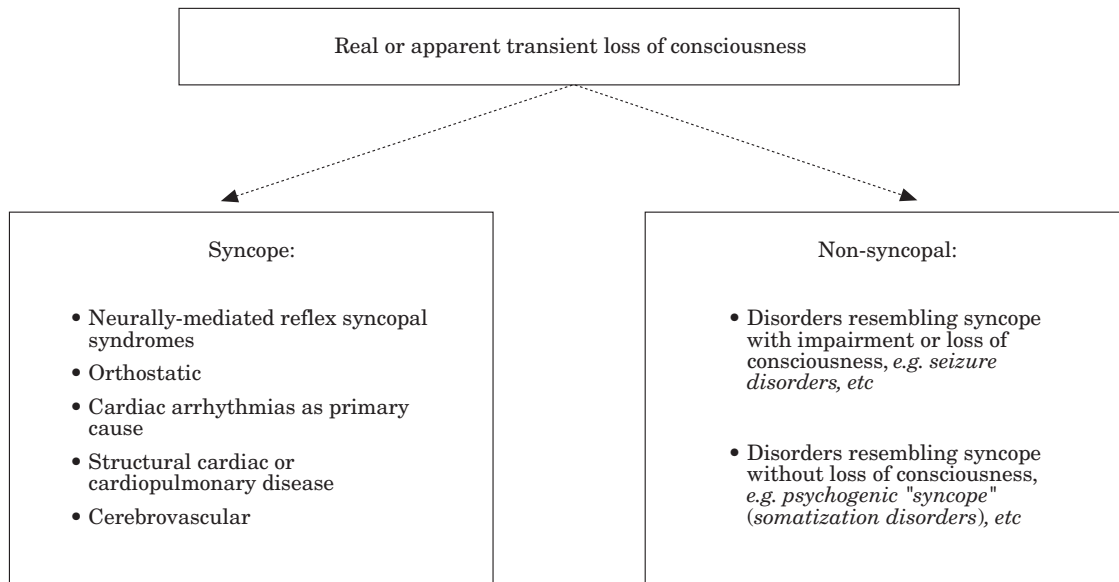 Real or apparent transient loss of consciousness
Syncope:
• Neurally-mediated reflex syncopal
syndromes
• Orthostatic
• Cardiac arrhythmias as primary
cause
• Structural cardiac or
cardiopulmonary disease
• Cerebrovascular
Non-syncopal:
• Disorders resembling syncope
with impairment or loss of
consciousness, e.g. seizure
disorders, etc
• Disorders resembling syncope
without loss of consciousness,
e.g. psychogenic "syncope"
(somatization disorders), etc